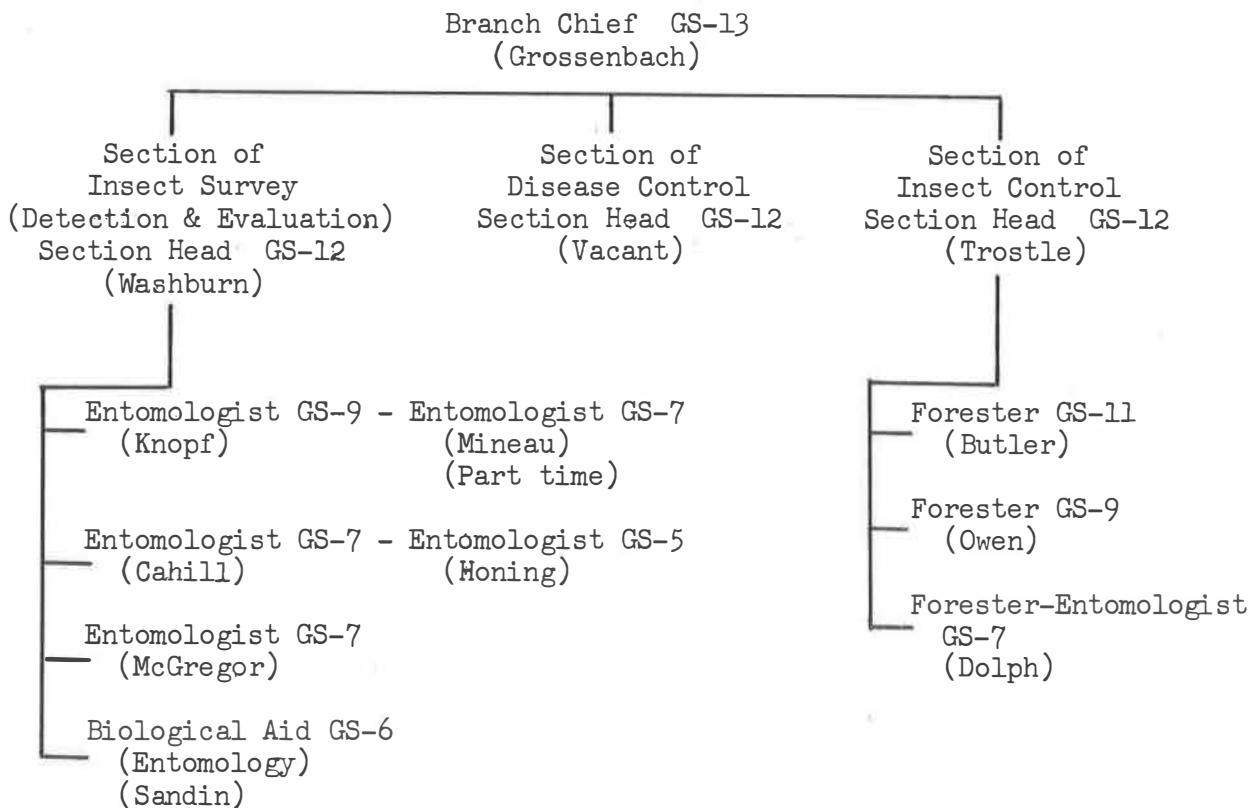 Branch Chief GS-13
(Grossenbach)
Section of
Insect Survey
(Detection & Evaluation)
Section Head GS-12
(Washburn)
Section of
Disease Control
Section Head GS-12
(Vacant)
Section of
Insect Control
Section Head GS-12
(Trostle)
Entomologist GS-9 - Entomologist GS-7
(Knopf) (Mineau)
(Part time)
Entomologist GS-7 - Entomologist GS-5
(Cahill) (Honing)
Entomologist GS-7
(McGregor)
Biological Aid GS-6
(Entomology)
(Sandin)
Forester GS-11
(Butler)
Forester GS-9
(Owen)
Forester-Entomologist
GS-7
(Dolph)